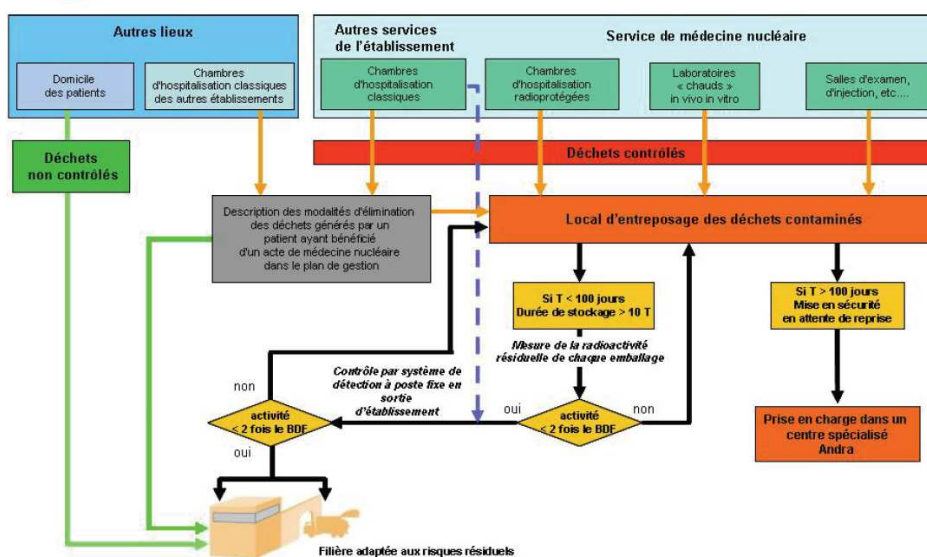 Autres lieux
Domicile
des patients
Chambres
d'hospitalisation classiques
des autres établissements
Autres services
de l'établissement
Service de médecine nucléaire
Chambres
d'hospitalisation
classiques
Chambres
d'hospitalisation
radioprotégées
Laboratoires
« chauds »
in vivo in vitro
Salles d'examen,
d'injection, etc....
Déchets
non contrôlés
Déchets contrôlés
Description des modalités d'élimination
des déchets générés par un
patient ayant bénéficié
d'un acte de médecine nucléaire
dans le plan de gestion
Local d'entreposage des déchets contaminés
Si T < 100 jours
Durée de stockage > 10 T
Si T > 100 jours
Mise en sécurité
en attente de reprise
Mesure de la radioactivité
résiduelle de chaque emballage
Contrôle par système de
détection à poste fixe en
sortie
d'établissement
non
activité
< 2 fois le BDF
oui
oui
activité
< 2 fois le BDF
non
Prise en charge dans un
centre spécialisé
Andra
Filière adaptée aux risques résiduels